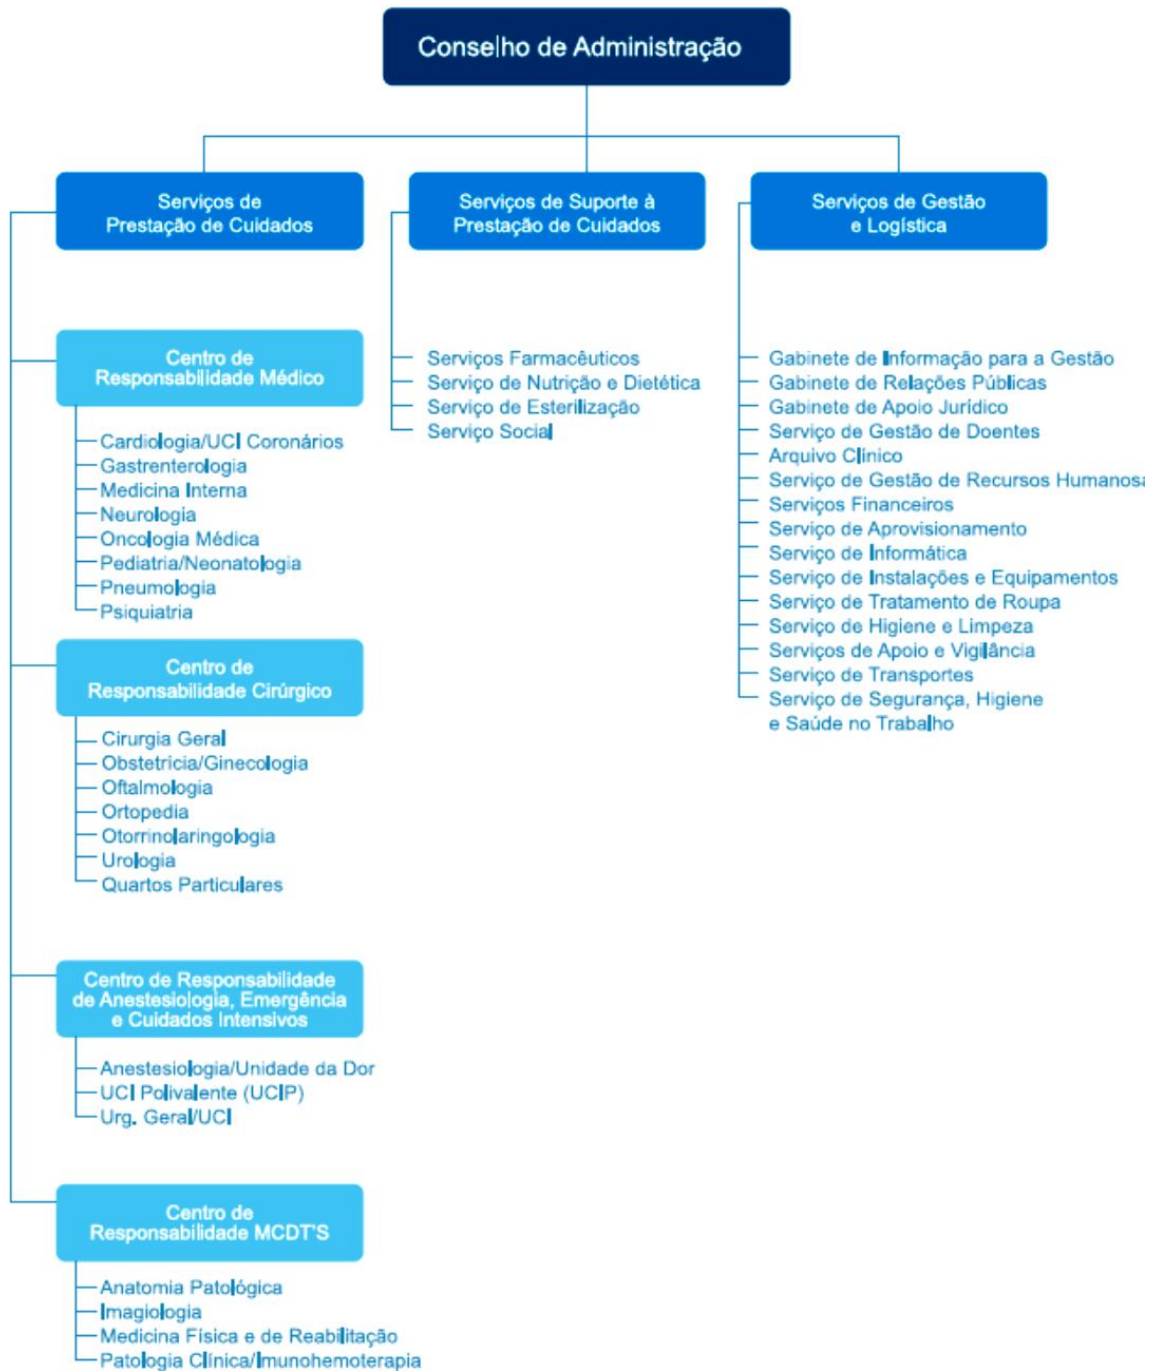 Conselho de Administração
Serviços de
Prestação de Cuidados
Serviços de Suporte à
Prestação de Cuidados
Serviços de Gestão
e Logística
Centro de
Responsabilidade Médico
Cardiologia/UCI Coronários
Gastrenterologia
Medicina Interna
Neurologia
Oncologia Médica
Pediatria/Neonatologia
Pneumologia
Psiquiatria
Centro de
Responsabilidade Cirúrgico
Cirurgia Geral
Obstetrícia/Ginecologia
Oftalmologia
Ortopedia
Otorrinolaringologia
Urologia
Quartos Particulares
Centro de Responsabilidade
de Anestesiologia, Emergência
e Cuidados Intensivos
Anestesiologia/Unidade da Dor
UCI Polivalente (UCIP)
Urg. Geral/UCI
Centro de
Responsabilidade MCDT'S
Anatomia Patológica
Imagiologia
Medicina Física e de Reabilitação
Patologia Clínica/Imunohemoterapia
Serviços Farmacêuticos
Serviço de Nutrição e Dietética
Serviço de Esterilização
Serviço Social
Gabinete de Informação para a Gestão
Gabinete de Relações Públicas
Gabinete de Apoio Jurídico
Serviço de Gestão de Doentes
Arquivo Clínico
Serviço de Gestão de Recursos Humanosa
Serviços Financeiros
Serviço de Aprovisionamento
Serviço de Informática
Serviço de Instalações e Equipamentos
Serviço de Tratamento de Roupa
Serviço de Higiene e Limpeza
Serviços de Apoio e Vigilância
Serviço de Transportes
Serviço de Segurança, Higiene
e Saúde no Trabalho